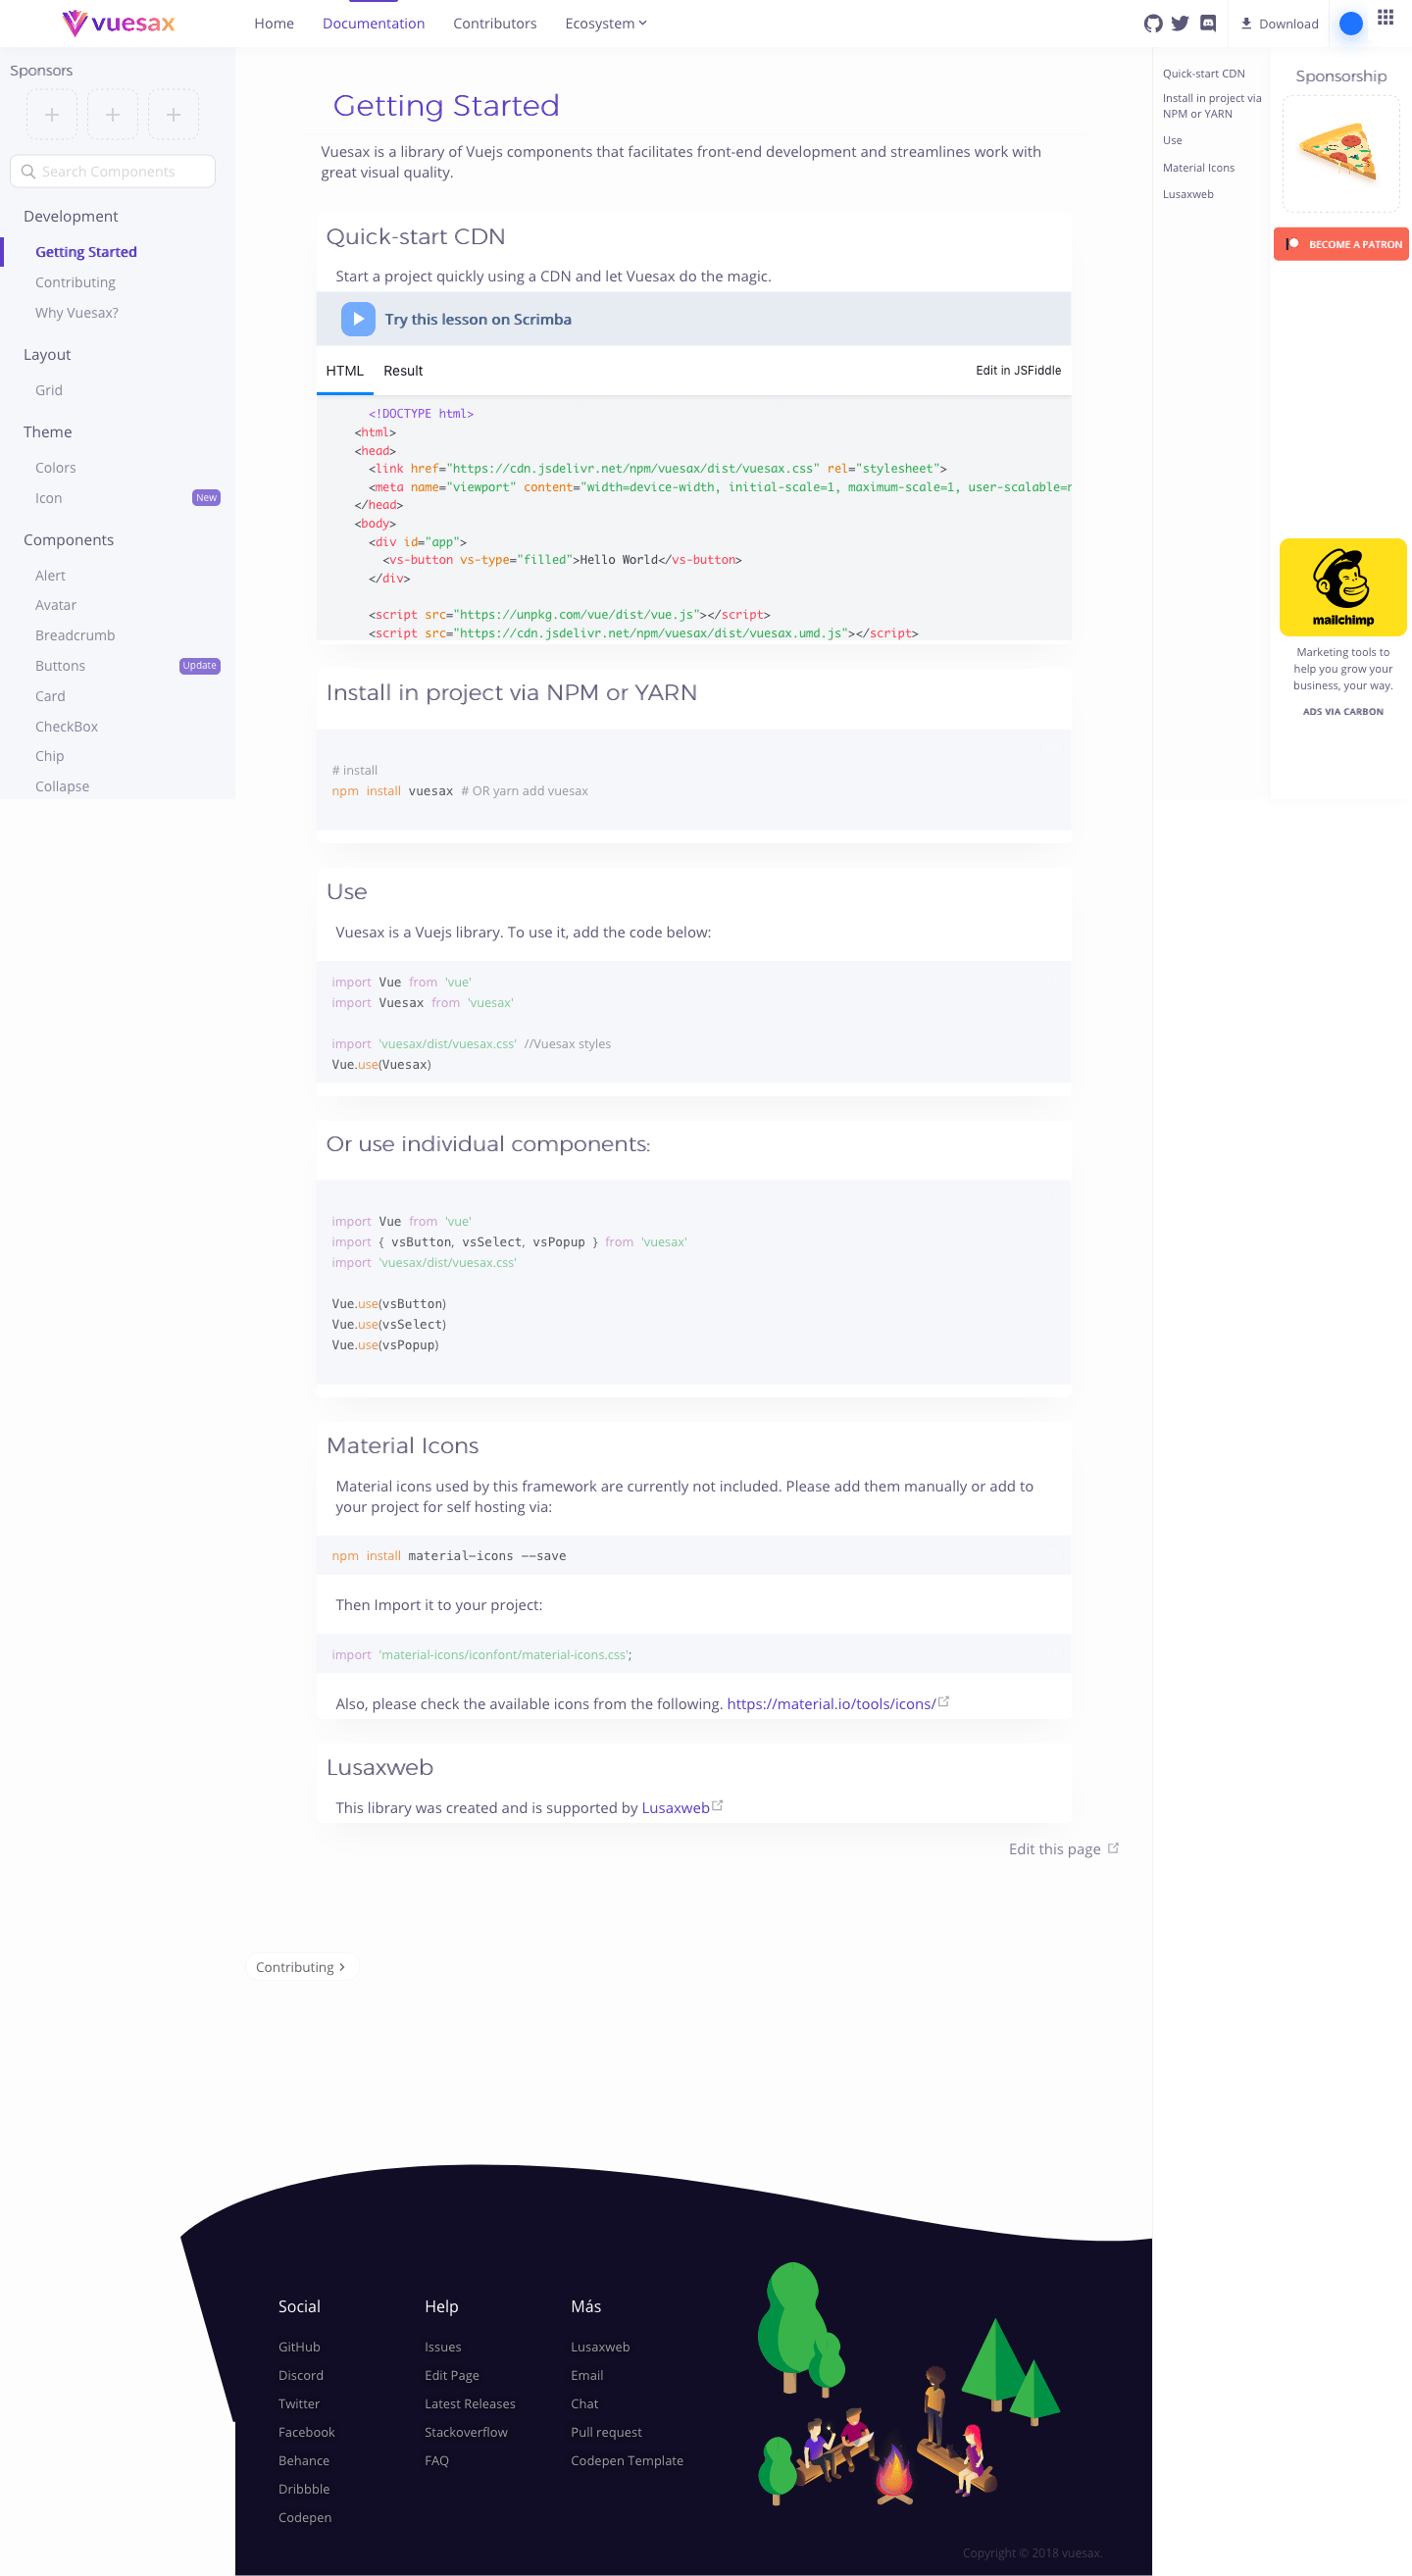 vuesax
Home
Documentation
Contributors
Ecosystem
Download
Sponsors
Search Components
Development
Getting Started
Contributing
Why Vuesax?
Layout
Grid
Theme
Colors
Icon
New
Components
Alert
Avatar
Breadcrumb
Buttons
Update
Card
CheckBox
Chip
Collapse
Getting Started
Vuesax is a library of Vuejs components that facilitates front-end development and streamlines work with
great visual quality.
Quick-start CDN
Start a project quickly using a CDN and let Vuesax do the magic.
Try this lesson on Scrimba
HTML
Result
Edit in JSFiddle
<!DOCTYPE html>
<html>
<head>
<link href="https://cdn.jsdelivr.net/npm/vuesax/dist/vuesax.css" rel="stylesheet">
<meta name="viewport" content="width=device-width, initial-scale=1, maximum-scale=1, user-scalable=n
</head>
<body>
<div id="app">
<vs-button vs-type="filled">Hello World</vs-button>
</div>
<script src="https://unpkg.com/vue/dist/vue.js"></script>
<script src="https://cdn.jsdelivr.net/npm/vuesax/dist/vuesax.umd.js"></script>
Install in project via NPM or YARN
# install
npm install vuesax # OR yarn add vuesax
Use
Vuesax is a Vuejs library. To use it, add the code below:
import Vue from 'vue'
import Vuesax from 'vuesax'
import 'vuesax/dist/vuesax.css' //Vuesax styles
Vue.use(Vuesax)
Or use individual components:
import Vue from 'vue'
import { vsButton, vsSelect, vsPopup } from 'vuesax'
import 'vuesax/dist/vuesax.css'
Vue.use(vsButton)
Vue.use(vsSelect)
Vue.use(vsPopup)
Material Icons
Material icons used by this framework are currently not included. Please add them manually or add to
your project for self hosting via:
npm install material-icons --save
Then Import it to your project:
import 'material-icons/iconfont/material-icons.css';
Also, please check the available icons from the following. https://material.io/tools/icons/
Lusaxweb
This library was created and is supported by Lusaxweb
Edit this page
Contributing
Quick-start CDN
Install in project via
NPM or YARN
Use
Material Icons
Lusaxweb
Sponsorship
BECOME A PATRON
mailchimp
Marketing tools to
help you grow your
business, your way.
ADS VIA CARBON
Social
GitHub
Discord
Twitter
Facebook
Behance
Dribbble
Codepen
Help
Issues
Edit Page
Latest Releases
Stackoverflow
FAQ
Más
Lusaxweb
Email
Chat
Pull request
Codepen Template
Copyright © 2018 vuesax.